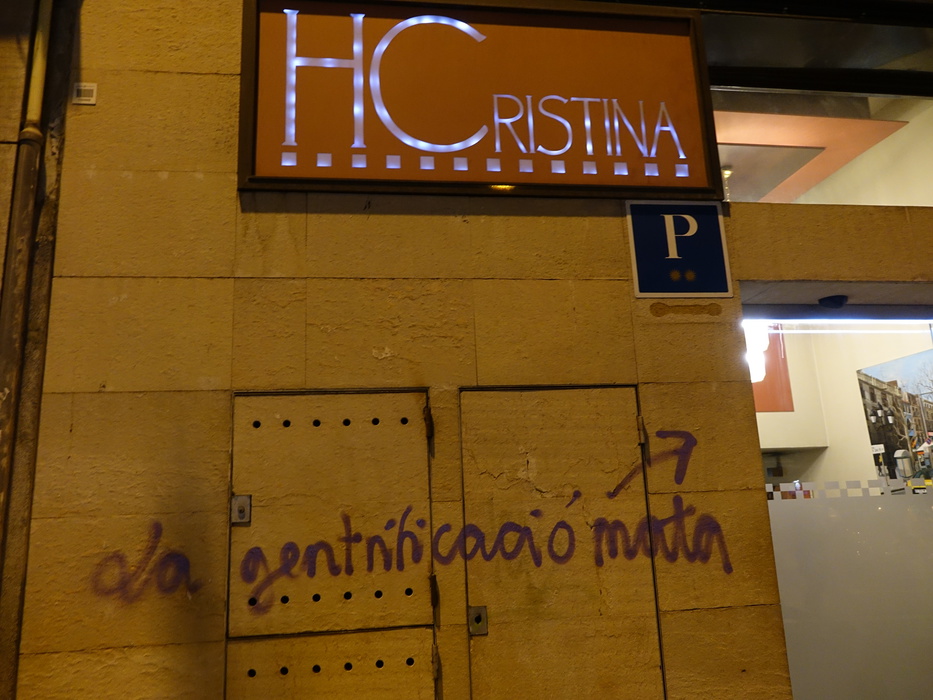 HCRISTINA
P
la gentrificació mata